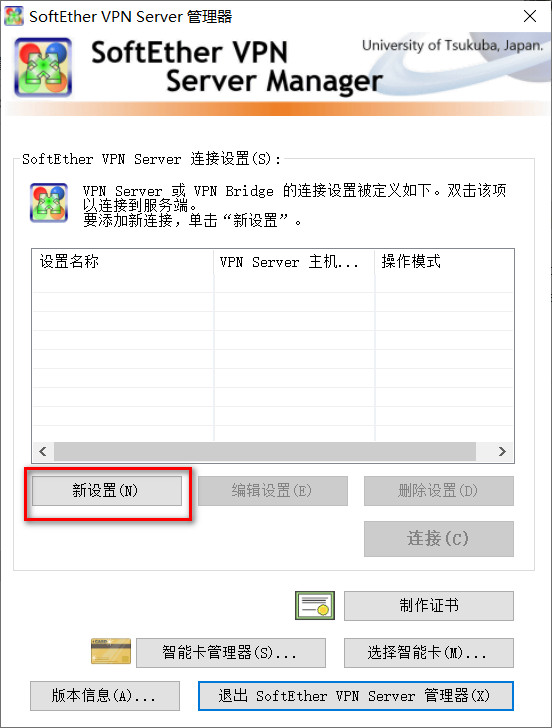 SoftEther VPN Server 管理器
SoftEther VPN
Server Manager
University of Tsukuba, Japan.
SoftEther VPN Server 连接设置(S):
VPN Server 或 VPN Bridge 的连接设置被定义如下。双击该项
以连接到服务端。
要添加新连接，单击“新设置”。
设置名称 VPN Server 主机... 操作模式
新设置(N) 编辑设置(E) 删除设置(D)
连接(C)
制作证书
智能卡管理器(S)... 选择智能卡(M)...
版本信息(A)... 退出 SoftEther VPN Server 管理器(X)